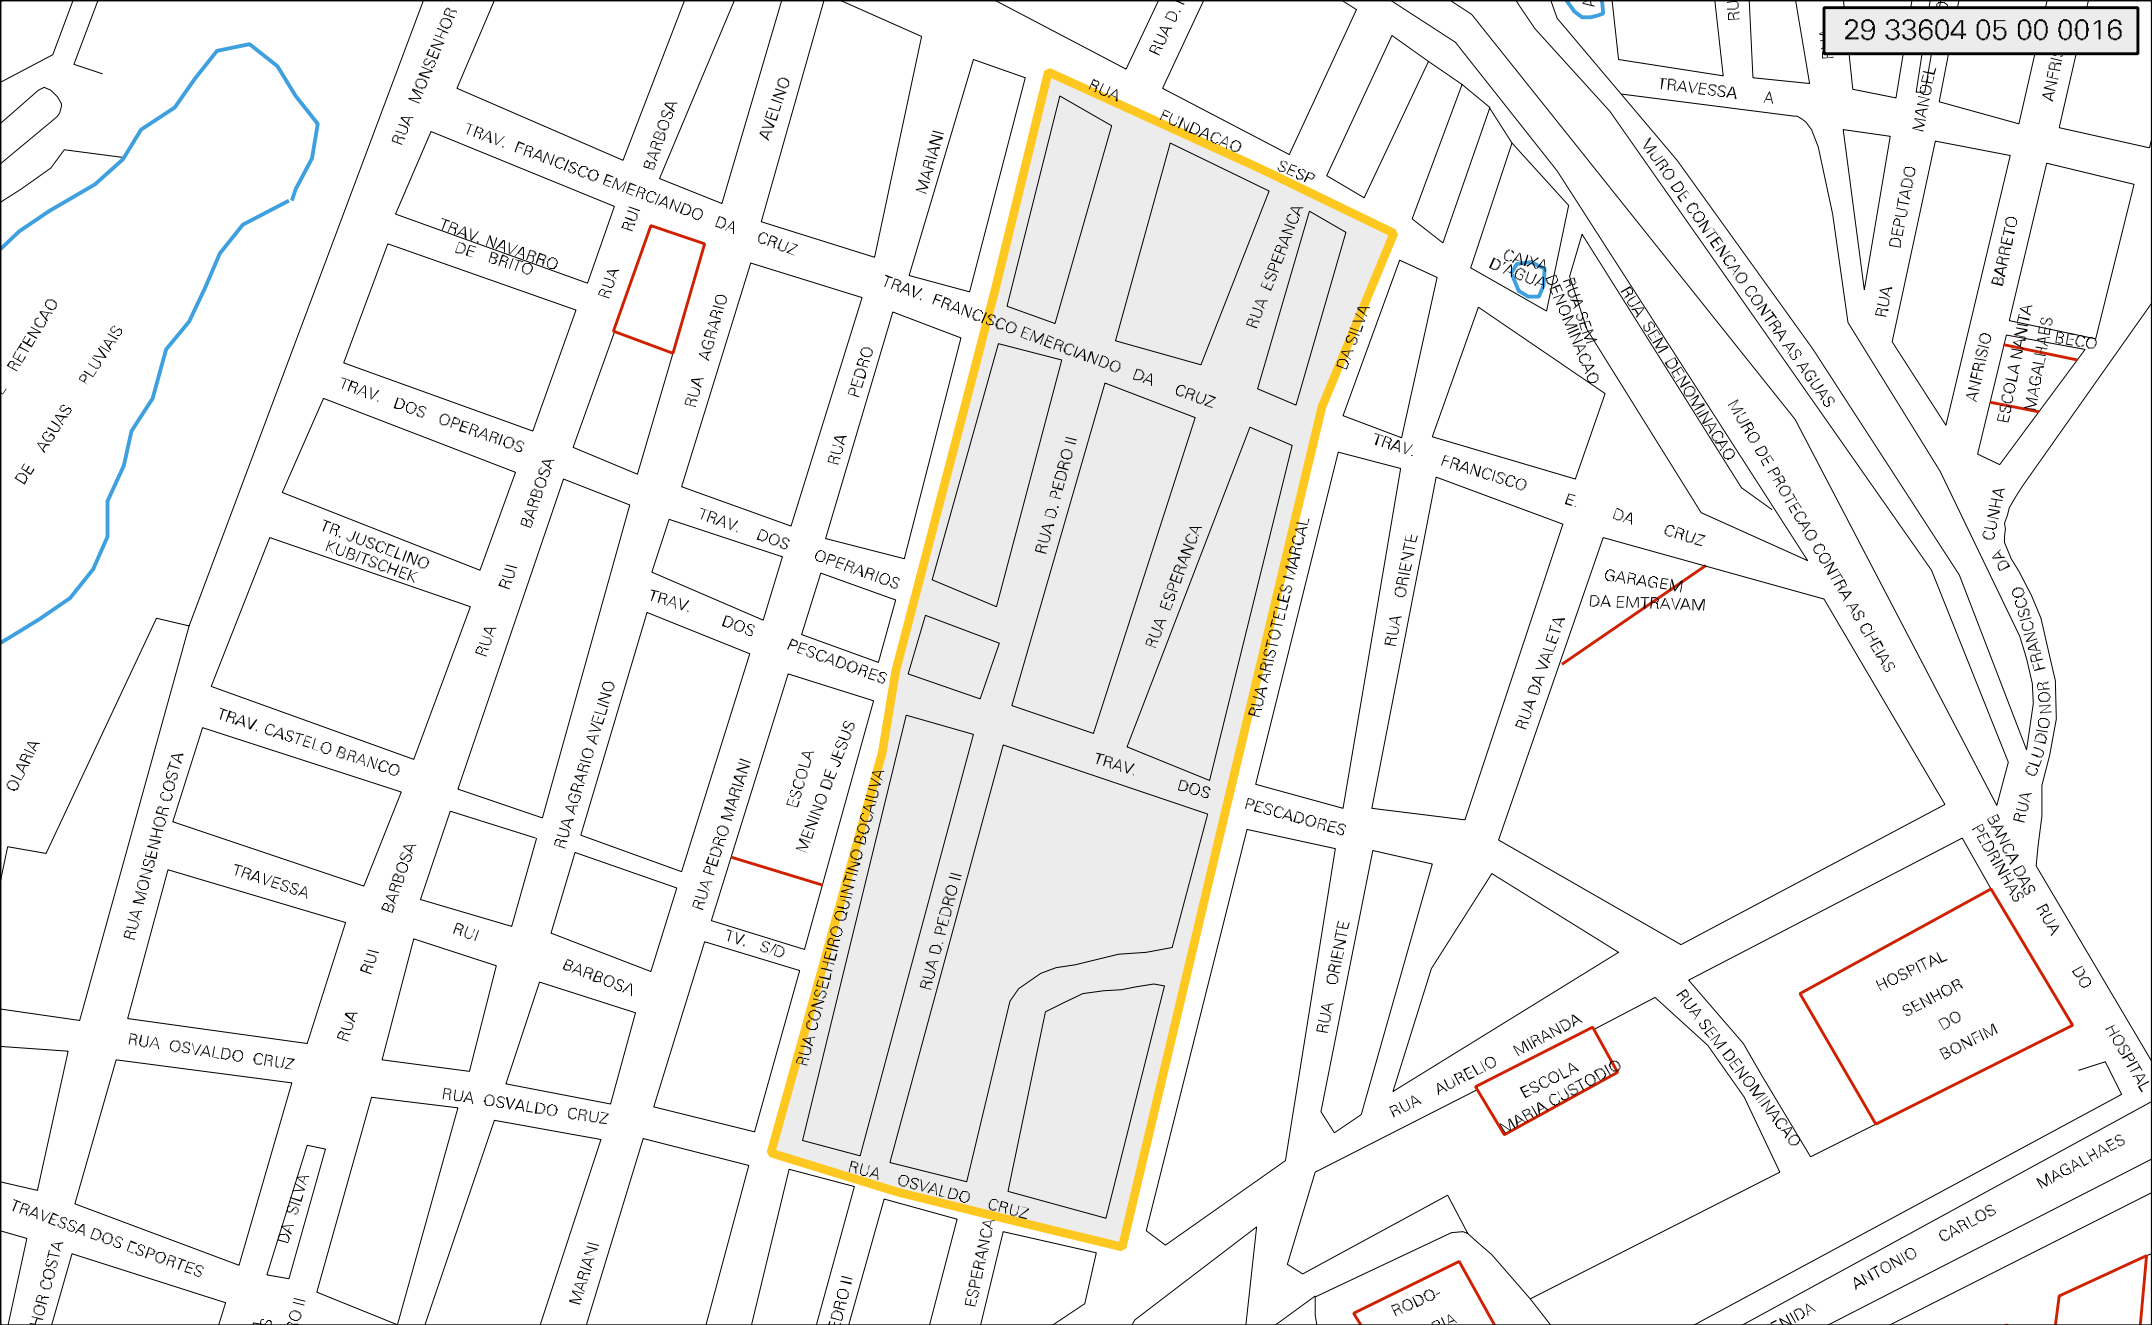 29 33604 05 00 0016
RUA MONSENHOR
BARBOSA
AVELINO
MARIANI
RUA D.
RUA
FUNDACAO
SESP
TRAVESSA A
MANOEL
MURO DE CONTENCAO CONTRA AS AGUAS
DEPUTADO
RUA
BARRETO
ANFRISIO
TRAV. FRANCISCO EMERCIANDO DA CRUZ
RUI
RUA
TRAV. NAVARRO
DE BRITO
CAIXA
D'AGUA
RUA SEM
DENOMINACAO
RUA SEM DENOMINACAO
ESCOLA NANITA
MAGALHAES
BECO
RETENCAO
DE AGUAS PLUVIAIS
RUA AGRARIO
RUA PEDRO
TRAV. FRANCISCO EMERCIANDO DA CRUZ
RUA ESPERANCA
DA SILVA
TRAV. DOS OPERARIOS
RUA D. PEDRO II
TRAV. FRANCISCO E. DA CRUZ
MURO DE PROTECAO CONTRA AS CHEIAS
TR. JUSCELINO
KUBITSCHEK
RUA RUI BARBOSA
TRAV. DOS OPERARIOS
TRAV. DOS PESCADORES
RUA ESPERANCA
RUA ARISTOTELES MARCAL
RUA ORIENTE
RUA DA VALETA
GARAGEM
DA EMTRAVAM
RUA CLUDIONOR FRANCISCO DA CUNHA
OLARIA
TRAV. CASTELO BRANCO
RUA MONSENHOR COSTA
RUA AGRARIO AVELINO
RUA PEDRO MARIANI
ESCOLA
MENINO DE JESUS
RUA CONSELHEIRO QUINTINO BOCAIUVA
TRAV. DOS PESCADORES
BANCA DAS
PEDRINHAS
TRAVESSA
RUI
BARBOSA
RUA RUI BARBOSA
TV. S/D
RUA D. PEDRO II
RUA ORIENTE
RUA DO HOSPITAL
HOSPITAL
SENHOR
DO
BONFIM
RUA SEM DENOMINACAO
RUA AURELIO MIRANDA
ESCOLA
MARIA CUSTODIO
RUA OSVALDO CRUZ
RUA OSVALDO CRUZ
RUA OSVALDO CRUZ
TRAVESSA DOS ESPORTES
DA SILVA
MARIANI
ESPERANCA
ANTONIO CARLOS MAGALHAES
RODO-